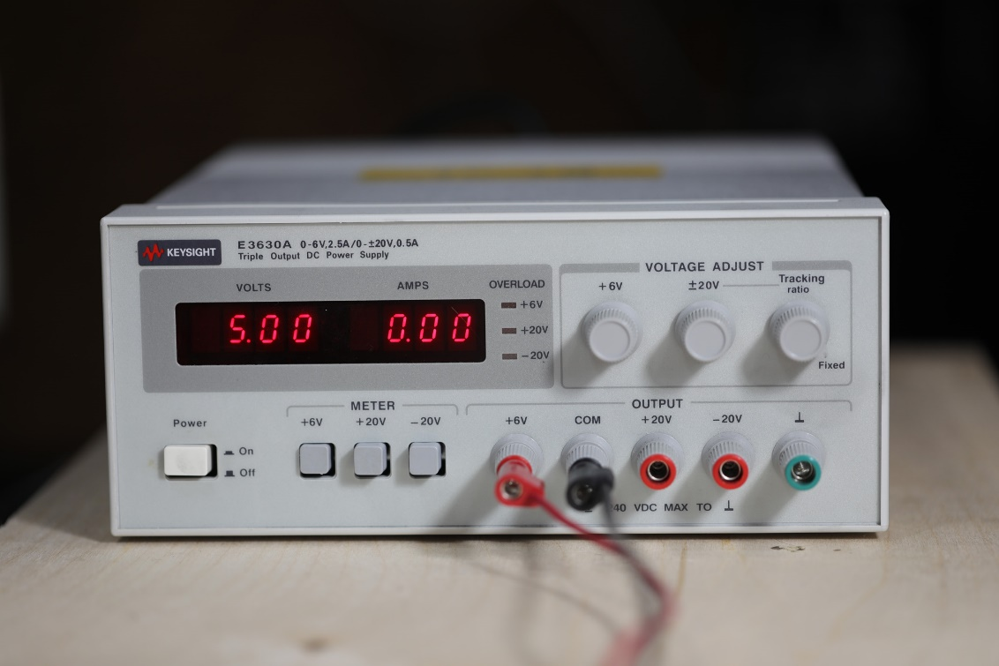 KEYSIGHT
E3630A 0-6V,2.5A/0-±20V,0.5A
Triple Output DC Power Supply
VOLTS AMPS OVERLOAD
+6V
+20V
-20V
5.00 0.00
VOLTAGE ADJUST
+6V ±20V Tracking
ratio
Fixed
Power
On
Off
METER
+6V +20V -20V
OUTPUT
+6V COM +20V -20V ⏊
VDC MAX TO ⏊